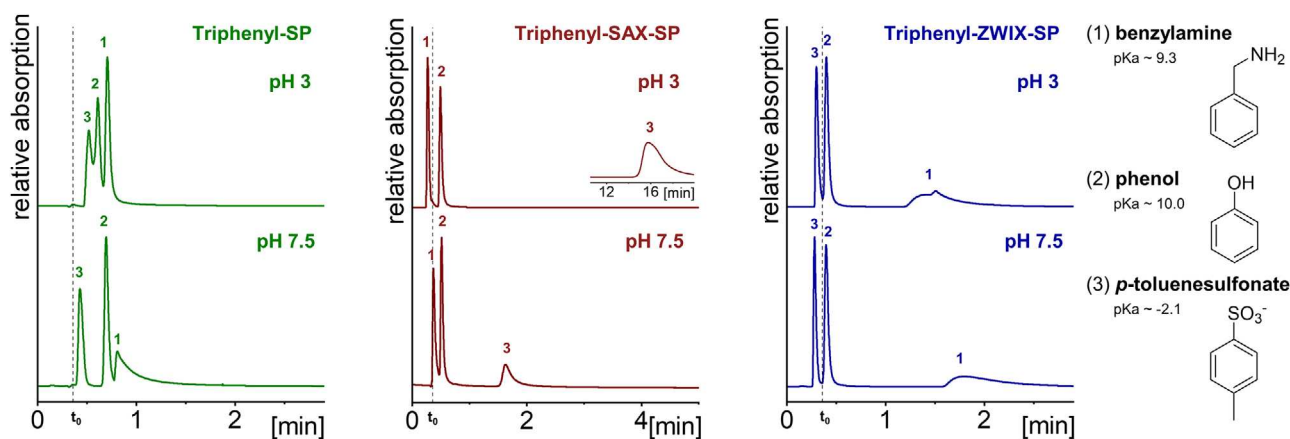 relative absorption
Triphenyl-SP
pH 3
1
2
3
pH 7.5
2
3
1
0
t₀
1
2
[min]
relative absorption
Triphenyl-SAX-SP
pH 3
1
2
3
12
16
[min]
pH 7.5
1
2
3
0
t₀
2
4
[min]
relative absorption
Triphenyl-ZWIX-SP
pH 3
3
2
1
pH 7.5
3
2
1
0
t₀
1
2
[min]
(1) benzylamine
pKa ~ 9.3
NH₂
(2) phenol
pKa ~ 10.0
OH
(3) p-toluenesulfonate
pKa ~ -2.1
SO₃⁻